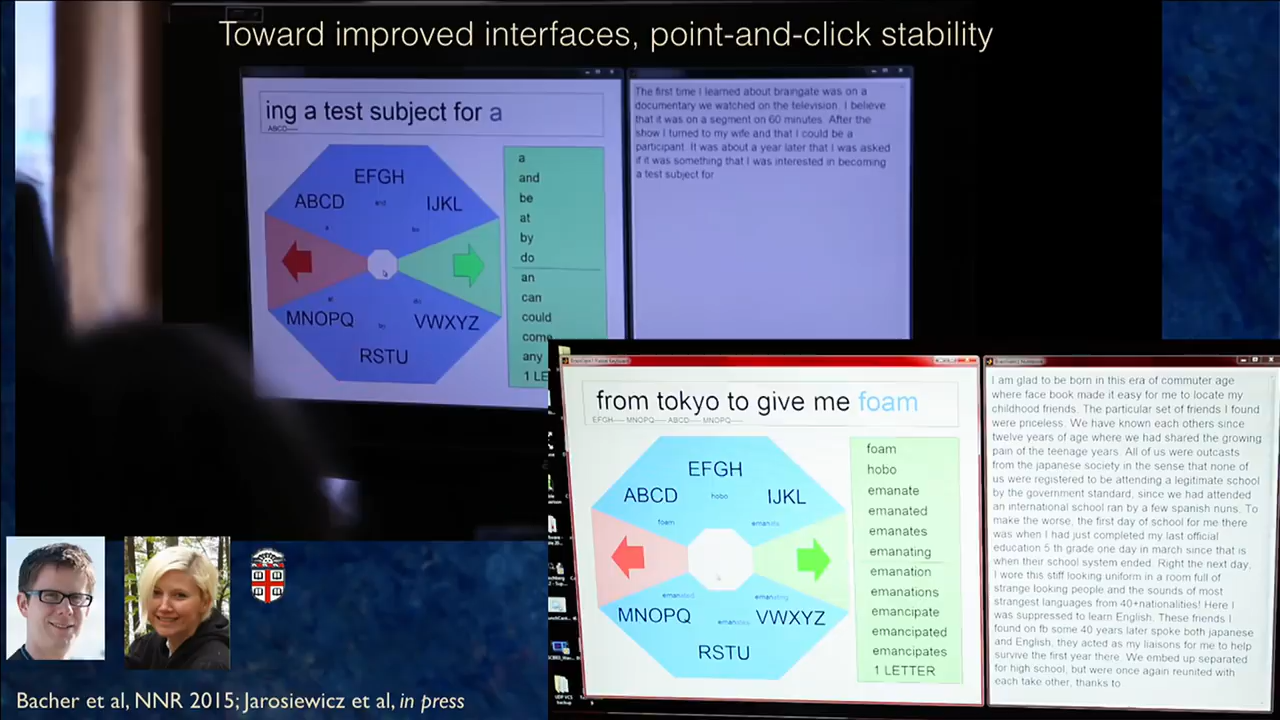 Toward improved interfaces, point-and-click stability
ing a test subject for a
ABCD----
EFGH
ABCD
IJKL
and
a
be
at
do
by
MNOPQ
VWXYZ
RSTU
a
and
be
at
by
do
an
can
could
come
any
1 LE
The first time I learned about braingate was on a
documentary we watched on the television. I believe
that it was on a segment on 60 minutes. After the
show I turned to my wife and that I could be a
participant. It was about a year later that I was asked
if it was something that I was interested in becoming
a test subject for
from tokyo to give me foam
EFGH---- MNOPQ---- ABCD---- MNOPQ----
EFGH
ABCD
IJKL
hobo
foam
emanate
emanated
emanating
emanates
MNOPQ
VWXYZ
RSTU
foam
hobo
emanate
emanated
emanates
emanating
emanation
emanations
emancipate
emancipated
emancipates
1 LETTER
I am glad to be born in this era of commuter age
where face book made it easy for me to locate my
childhood friends. The particular set of friends I found
were priceless. We have known each others since
twelve years of age where we had shared the growing
pain of the teenage years. All of us were outcasts
from the japanese society in the sense that none of
us were registered to be attending a legitimate school
by the government standard, since we had attended
an international school ran by a few spanish nuns. To
make the worse, the first day of school for me there
was when I had just completed my last official
education 5 th grade one day in march since that is
when their school system ended. Right the next day,
I wore this stiff looking uniform in a room full of
strange looking people and the sounds of most
strangest languages from 40+nationalities! Here I
was suppressed to learn English. These friends I
found on fb some 40 years later spoke both japanese
and English, they acted as my liaisons for me to help
survive the first year there. We embed up separated
for high school, but were once again reunited with
each take other, thanks to
Bacher et al, NNR 2015; Jarosiewicz et al, in press